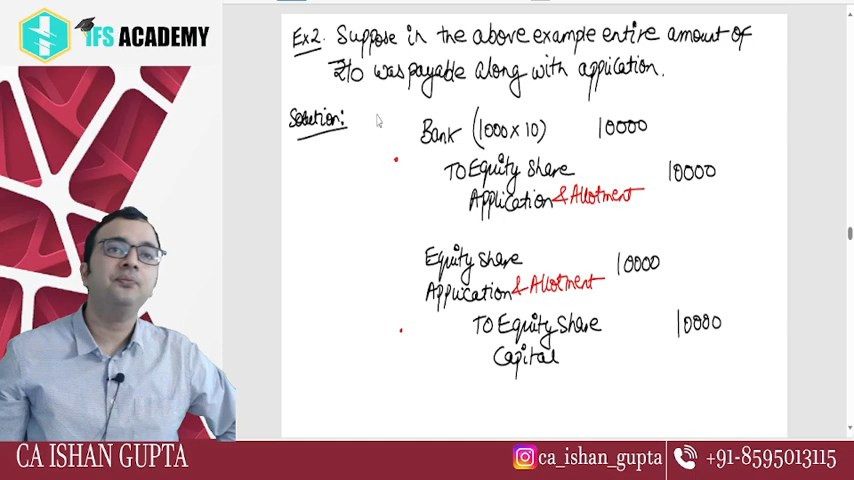 IFS ACADEMY
Ex2. Suppose in the above example entire amount of
₹10 was payable along with application.
Solution:
Bank (1000 x 10) 10000
To Equity Share
Application & Allotment 10000
Equity Share
Application & Allotment 10000
To Equity Share
Capital 10000
CA ISHAN GUPTA
ca_ishan_gupta
+91-8595013115